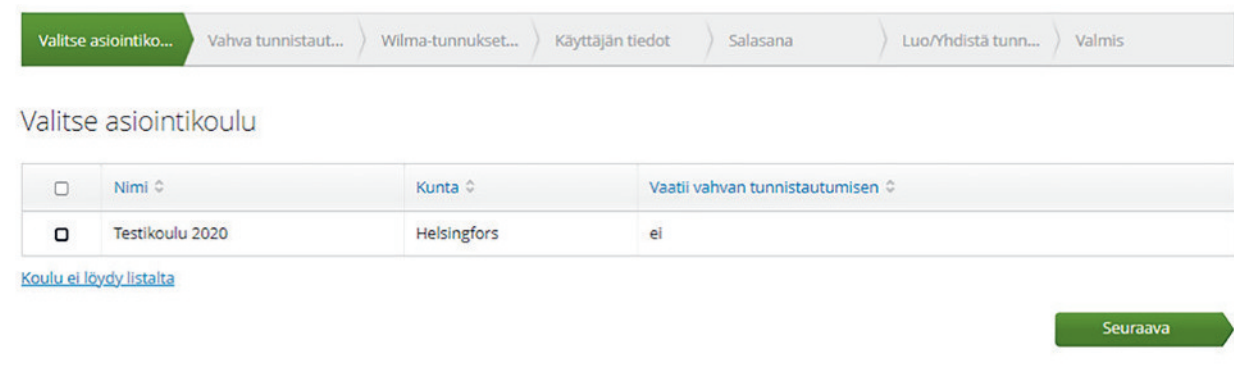 Valitse asiointiko... Vahva tunnistaut... Wilma-tunnukset... Käyttäjän tiedot Salasana Luo/Yhdistä tunn... Valmis
Valitse asiointikoulu
Nimi Kunta Vaatii vahvan tunnistautumisen
Testikoulu 2020 Helsingfors ei
Koulu ei löydy listalta
Seuraava